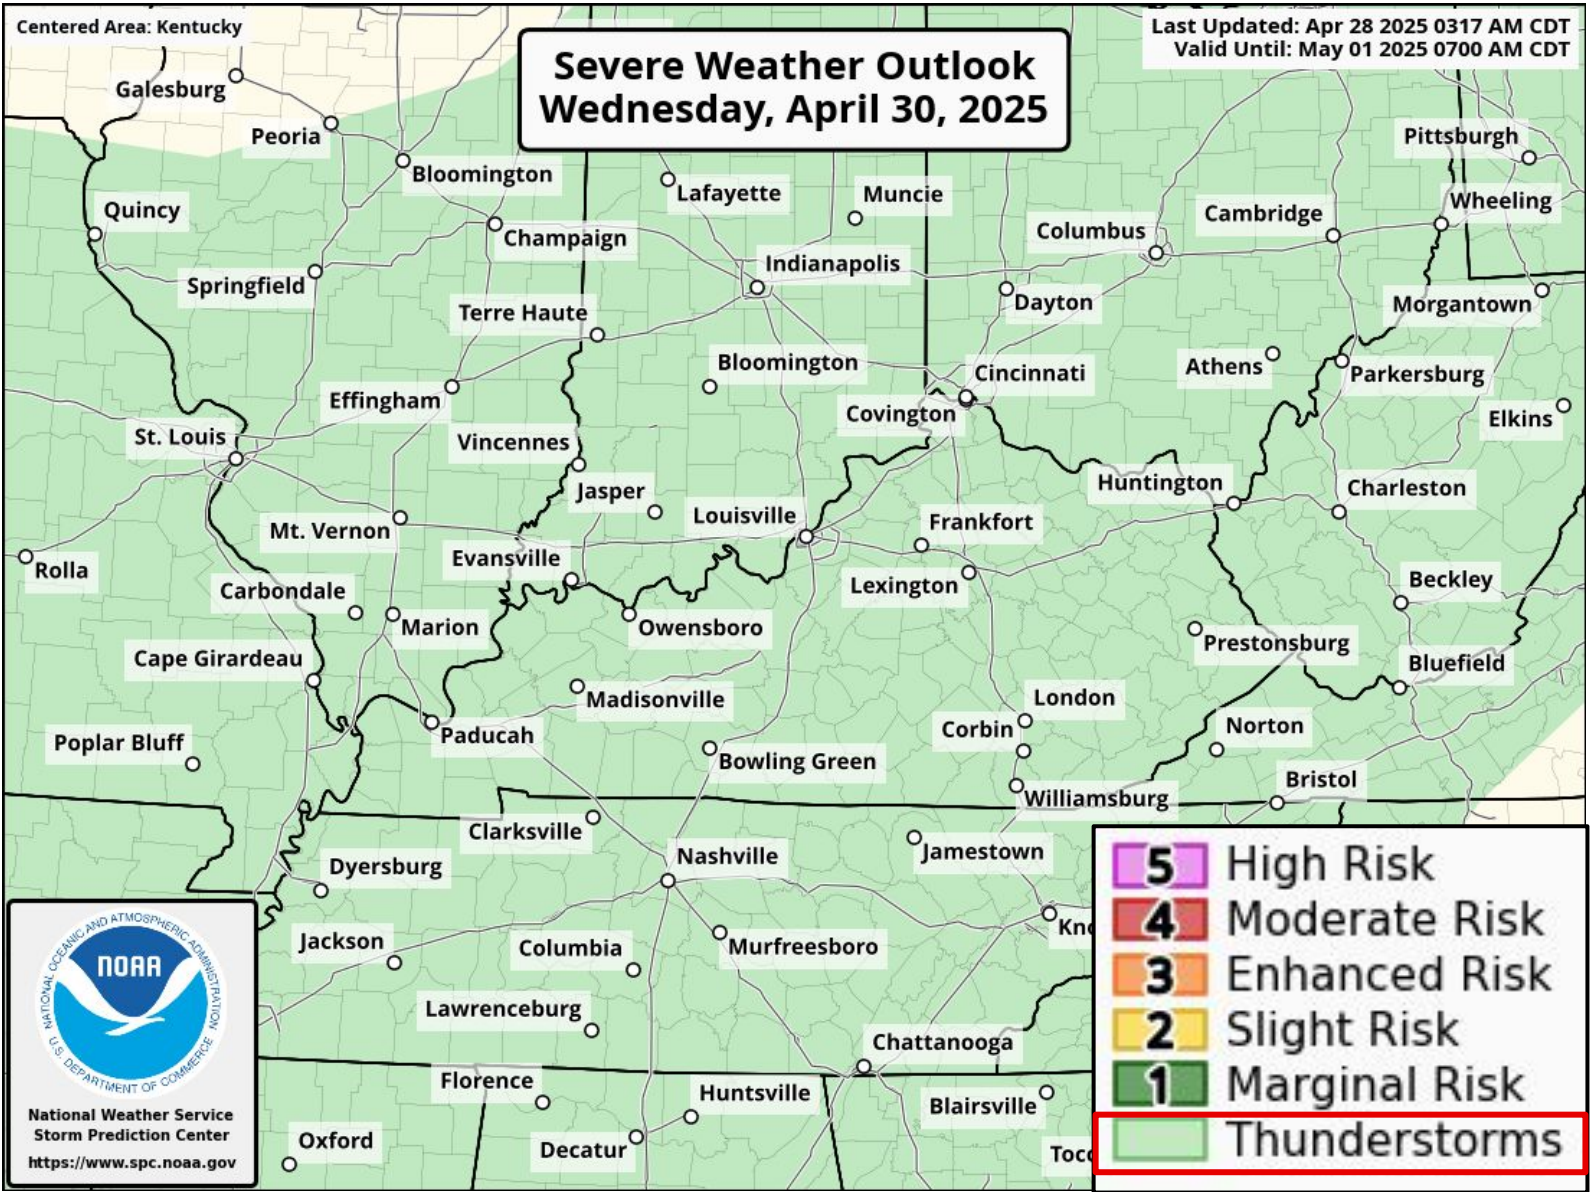 Centered Area: Kentucky
Last Updated: Apr 28 2025 0317 AM CDT
Valid Until: May 01 2025 0700 AM CDT
Severe Weather Outlook
Wednesday, April 30, 2025
Galesburg
Peoria
Pittsburgh
Bloomington
Lafayette
Muncie
Quincy
Wheeling
Cambridge
Champaign
Columbus
Indianapolis
Springfield
Dayton
Morgantown
Terre Haute
Bloomington
Athens
Cincinnati
Parkersburg
Effingham
Covington
Elkins
St. Louis
Vincennes
Huntington
Charleston
Jasper
Louisville
Frankfort
Mt. Vernon
Evansville
Rolla
Lexington
Beckley
Carbondale
Marion
Owensboro
Prestonsburg
Cape Girardeau
Bluefield
Madisonville
London
Norton
Corbin
Paducah
Poplar Bluff
Bowling Green
Bristol
Williamsburg
Clarksville
Nashville
Jamestown
Dyersburg
Kno
Jackson
Columbia
Murfreesboro
Lawrenceburg
Chattanooga
Florence
Huntsville
Blairsville
Oxford
Decatur
Tocc
5 High Risk
4 Moderate Risk
3 Enhanced Risk
2 Slight Risk
1 Marginal Risk
Thunderstorms
NATIONAL OCEANIC AND ATMOSPHERIC ADMINISTRATION
NOAA
U.S. DEPARTMENT OF COMMERCE
National Weather Service
Storm Prediction Center
https://www.spc.noaa.gov